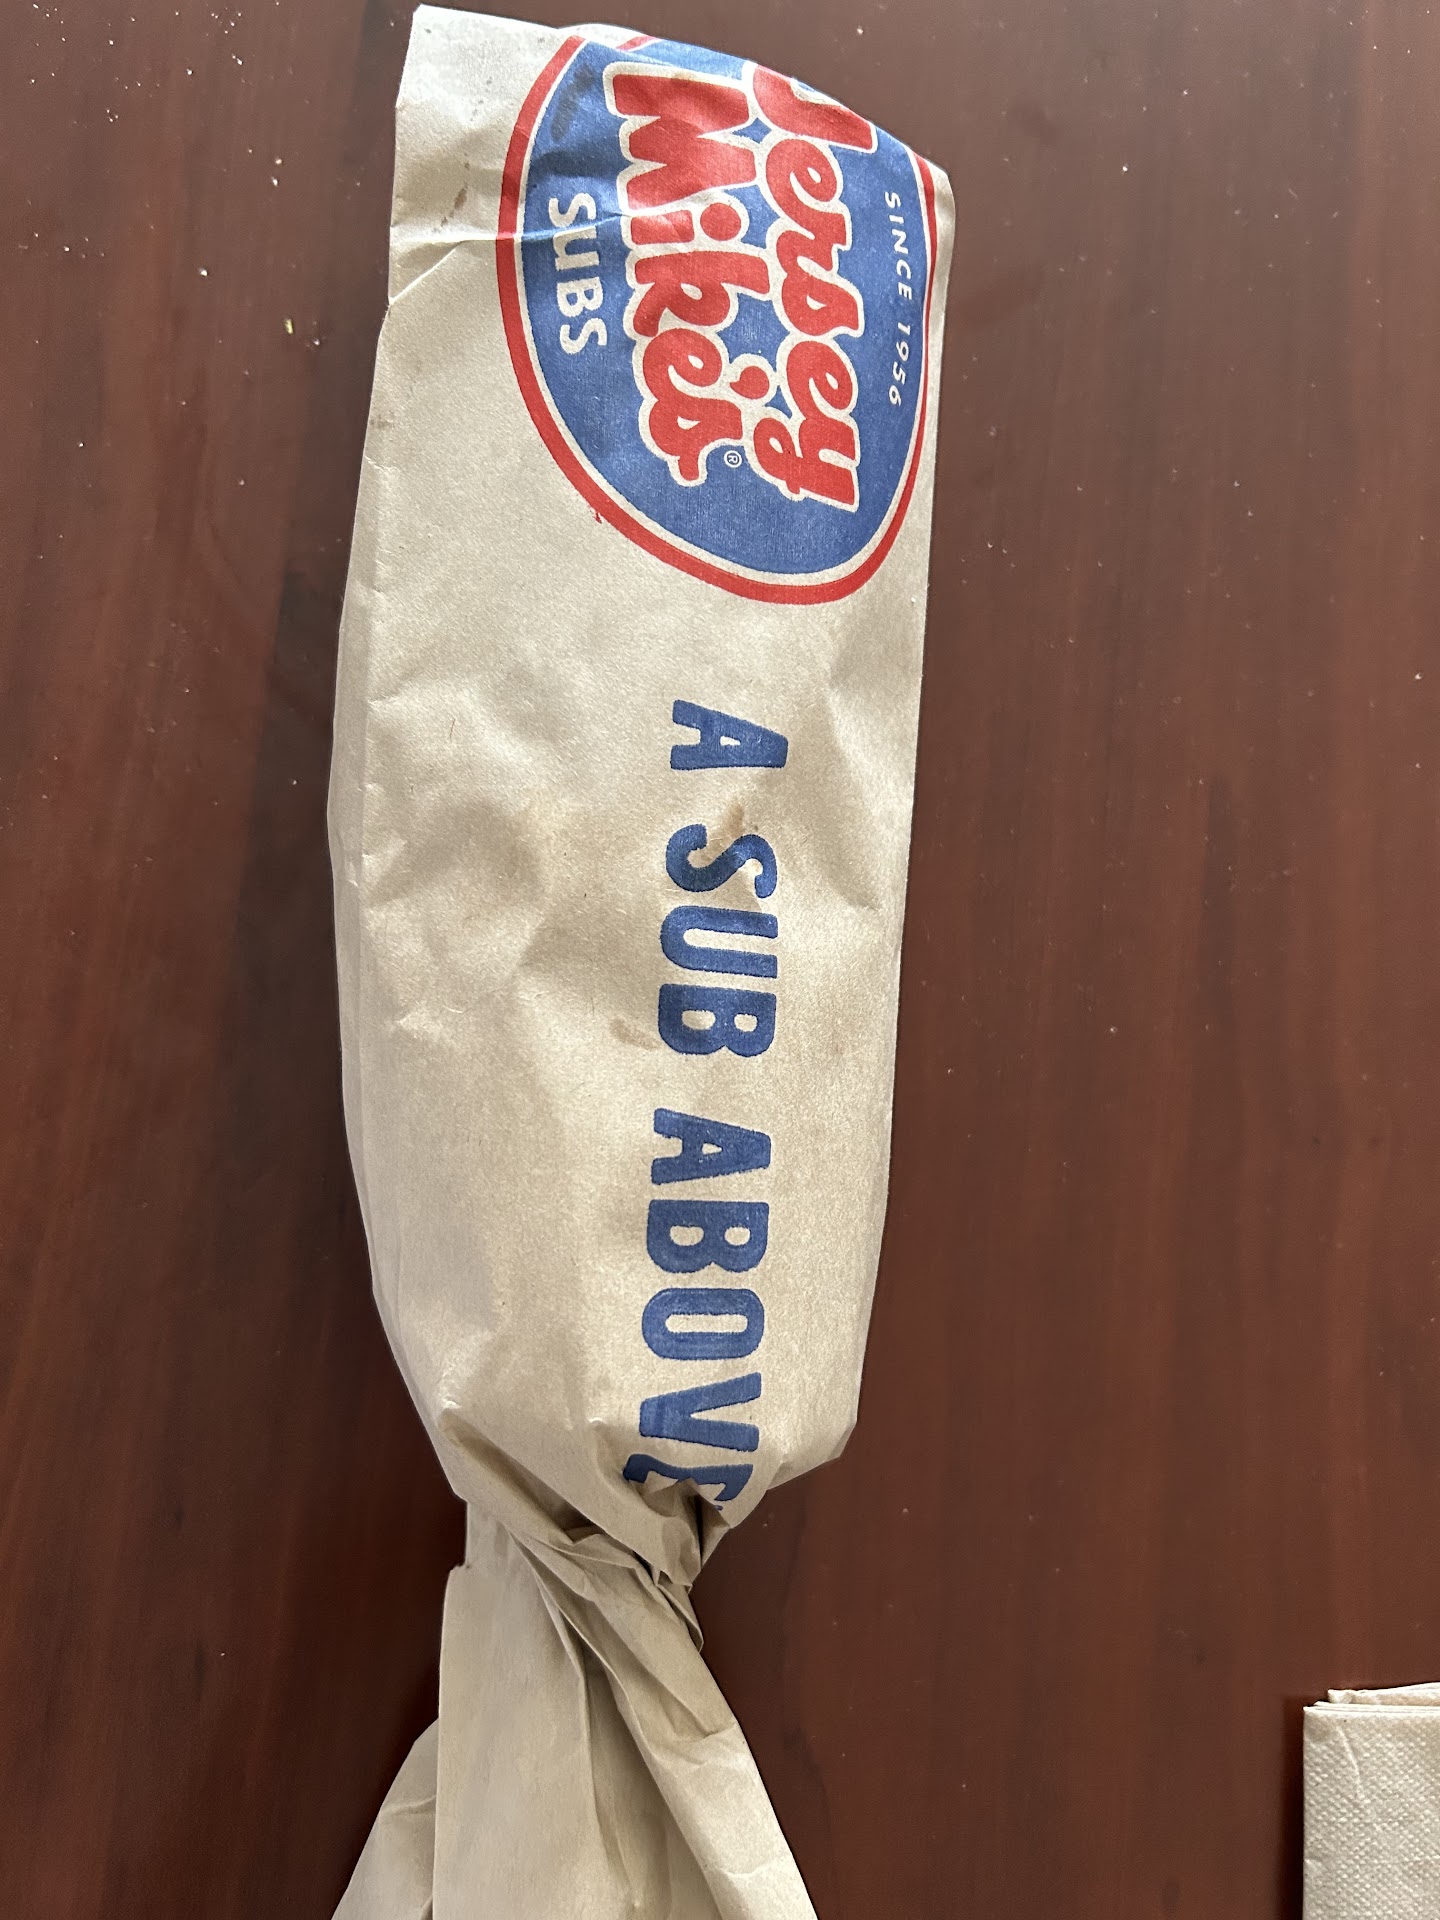 SINCE 1956
Jersey
Mike's®
SUBS
A SUB ABOVE